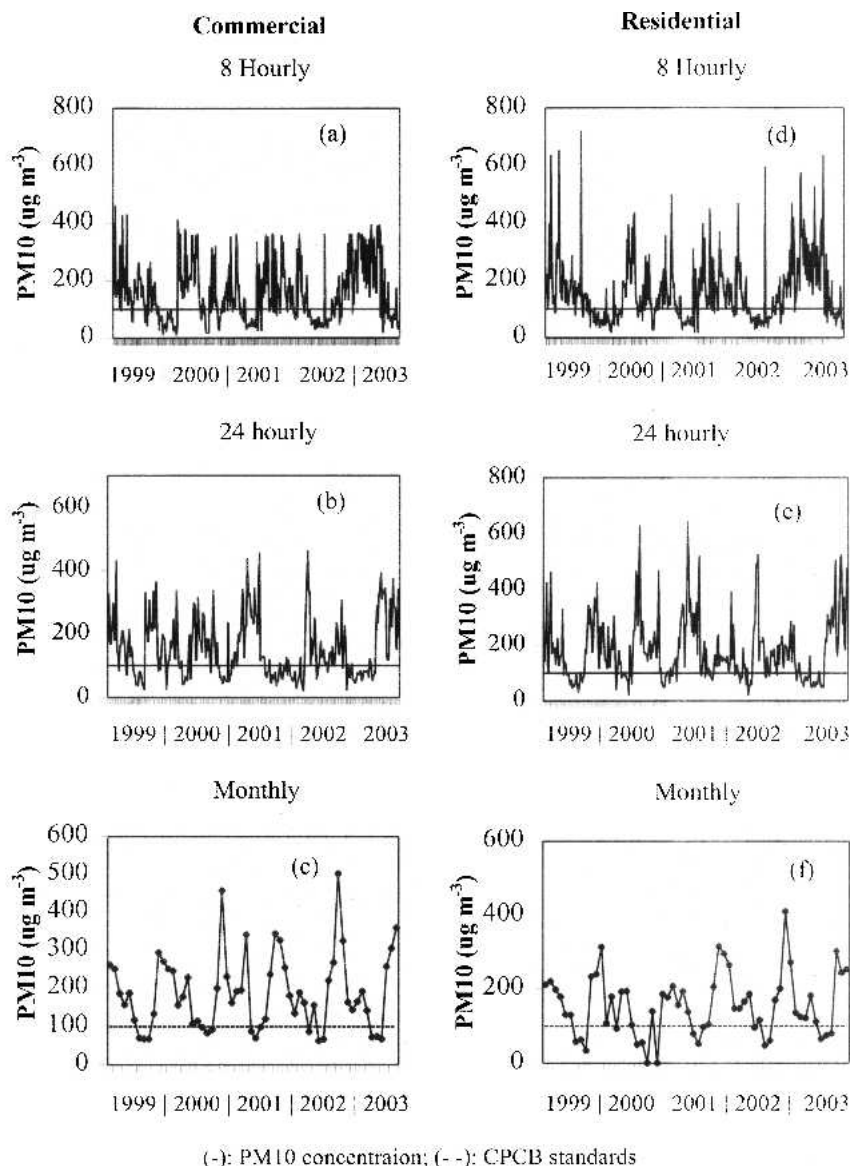 Commercial
8 Hourly
PM10 (ug m-3)
800
600
400
200
0
(a)
1999 2000 | 2001 2002 | 2003
Residential
8 Hourly
PM10 (ug m-3)
800
600
400
200
0
(d)
1999 2000 | 2001 2002 2003
24 hourly
PM10 (ug m-3)
600
400
200
0
(b)
1999 | 2000 | 2001 | 2002 2003
24 hourly
PM10 (ug m-3)
800
600
400
200
0
(e)
1999 | 2000 2001 | 2002 | 2003
Monthly
PM10 (ug m-3)
600
500
400
300
200
100
0
(c)
1999 | 2000 | 2001 | 2002 | 2003
Monthly
PM10 (ug m-3)
600
400
200
0
(f)
1999 | 2000 | 2001 | 2002 | 2003
(-): PM10 concentraion; (- -): CPCB standards